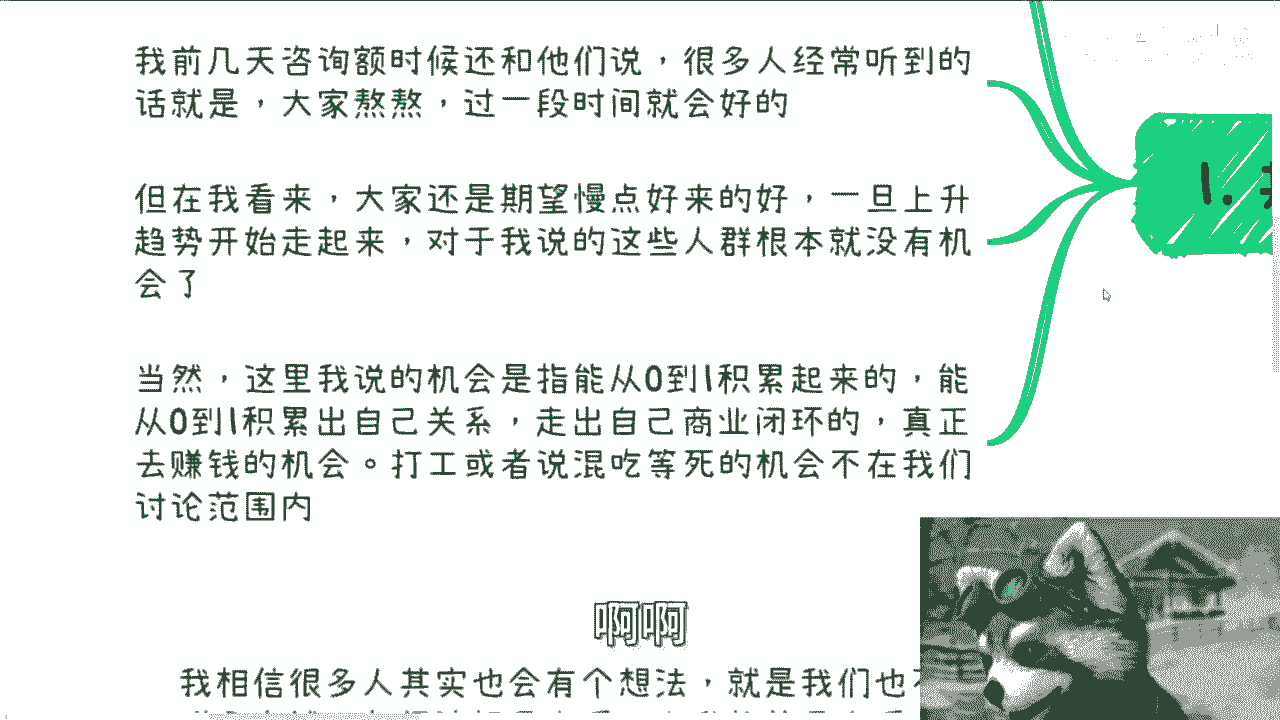 我前几天咨询额时候还和他们说，很多人经常听到的
话就是，大家熬熬，过一段时间就会好的
但在我看来，大家还是期望慢点好来的好，一旦上升
趋势开始走起来，对于我说的这些人群根本就没有机
会了
当然，这里我说的机会是指能从0到1积累起来的，能
从0到1积累出自己关系，走出自己商业闭环的，真正
去赚钱的机会。打工或者说混吃等死的机会不在我们
讨论范围内
1.
啊啊
我相信很多人其实也会有个想法，就是我们也